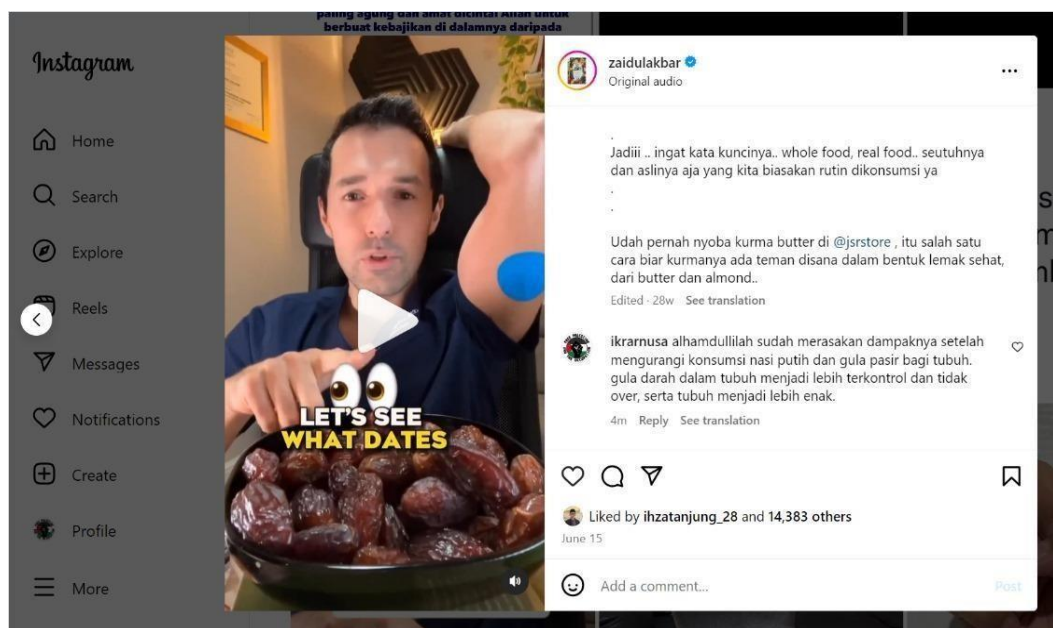 paling agung dan amat dicintai Allah untuk
berbuat kebajikan di dalamnya daripada
Instagram
Home
Search
Explore
Reels
Messages
Notifications
Create
Profile
More
LET'S SEE
WHAT DATES
zaidulakbar
Original audio
.
Jadiii .. ingat kata kuncinya.. whole food, real food.. seutuhnya
dan aslinya aja yang kita biasakan rutin dikonsumsi ya
.
.
Udah pernah nyoba kurma butter di @jsrstore , itu salah satu
cara biar kurmanya ada teman disana dalam bentuk lemak sehat,
dari butter dan almond..
Edited · 28w See translation
ikrarnusa alhamdullilah sudah merasakan dampaknya setelah
mengurangi konsumsi nasi putih dan gula pasir bagi tubuh.
gula darah dalam tubuh menjadi lebih terkontrol dan tidak
over, serta tubuh menjadi lebih enak.
4m Reply See translation
Liked by ihzatanjung_28 and 14,383 others
June 15
Add a comment...
Post